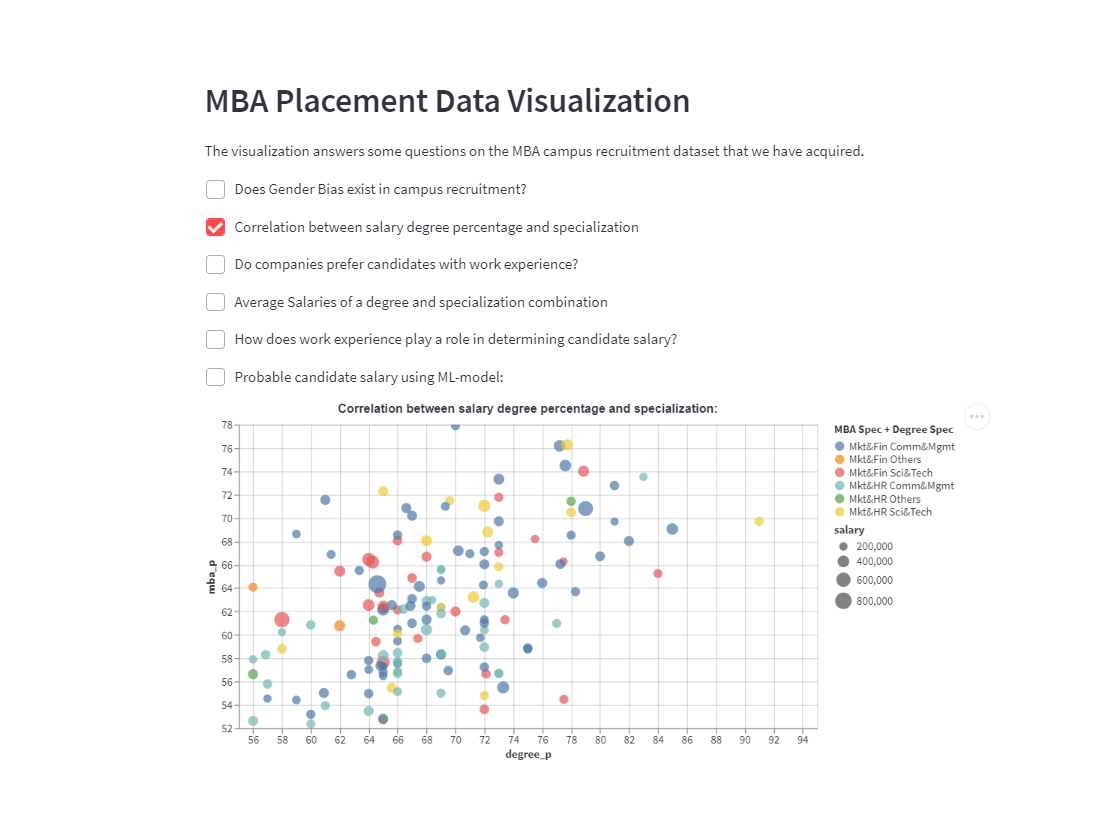 MBA Placement Data Visualization
The visualization answers some questions on the MBA campus recruitment dataset that we have acquired.
Does Gender Bias exist in campus recruitment?
Correlation between salary degree percentage and specialization
Do companies prefer candidates with work experience?
Average Salaries of a degree and specialization combination
How does work experience play a role in determining candidate salary?
Probable candidate salary using ML-model:
Correlation between salary degree percentage and specialization:
78
76
74
72
70
68
66
64
62
60
58
56
54
52
mba_p
56 58 60 62 64 66 68 70 72 74 76 78 80 82 84 86 88 90 92 94
degree_p
MBA Spec + Degree Spec
Mkt&Fin Comm&Mgmt
Mkt&Fin Others
Mkt&Fin Sci&Tech
Mkt&HR Comm&Mgmt
Mkt&HR Others
Mkt&HR Sci&Tech
salary
200,000
400,000
600,000
800,000